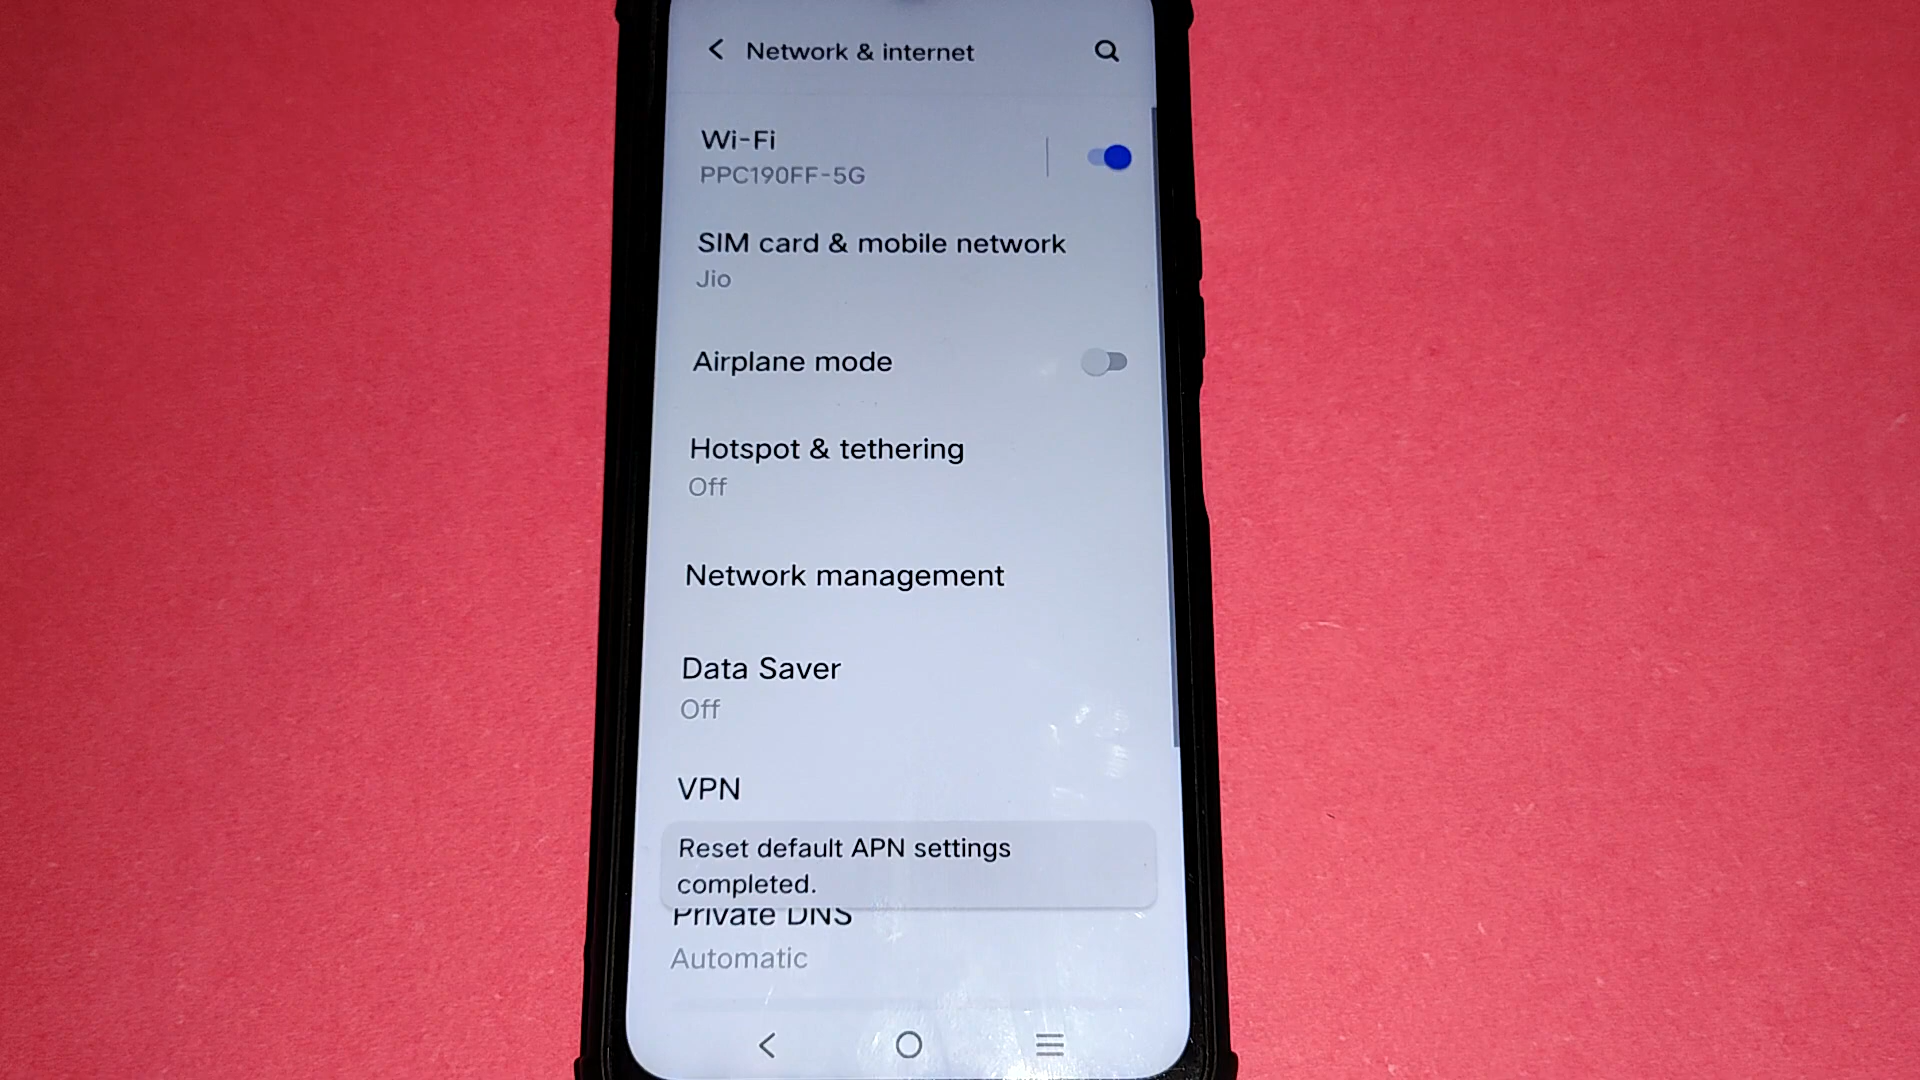 Network & internet
Wi-Fi
PPC190FF-5G
SIM card & mobile network
Jio
Airplane mode
Hotspot & tethering
Off
Network management
Data Saver
Off
VPN
Reset default APN settings
completed.
Private DNS
Automatic